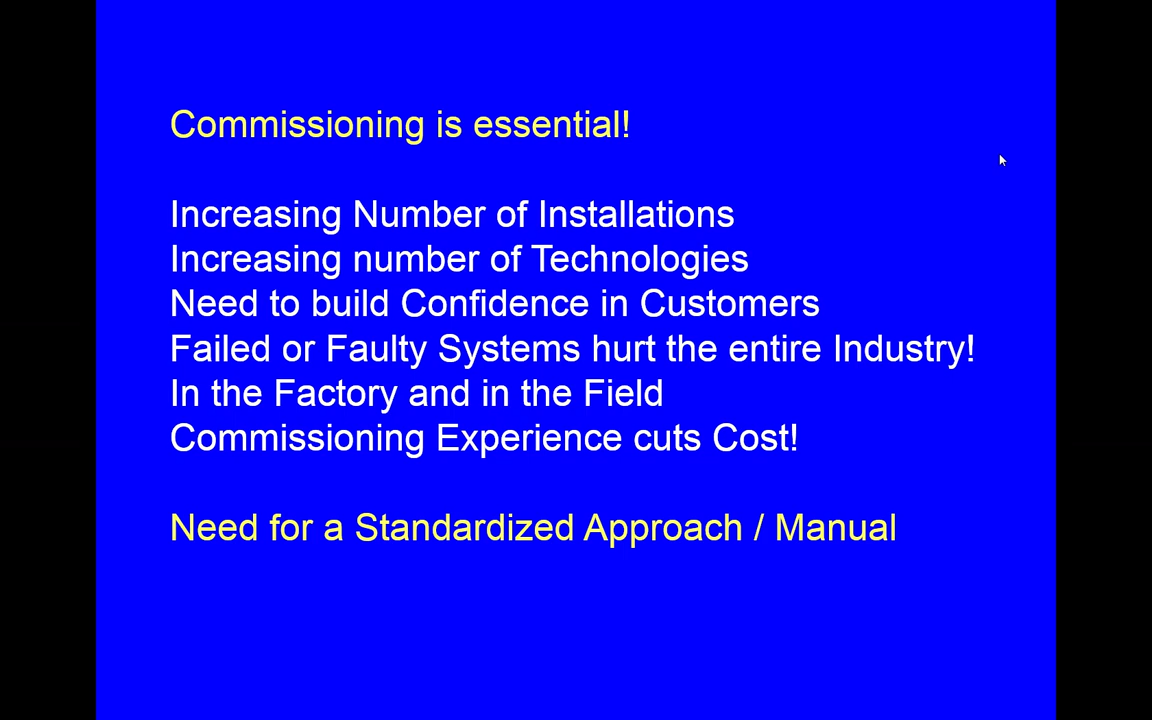 Commissioning is essential!
Increasing Number of Installations
Increasing number of Technologies
Need to build Confidence in Customers
Failed or Faulty Systems hurt the entire Industry!
In the Factory and in the Field
Commissioning Experience cuts Cost!
Need for a Standardized Approach / Manual